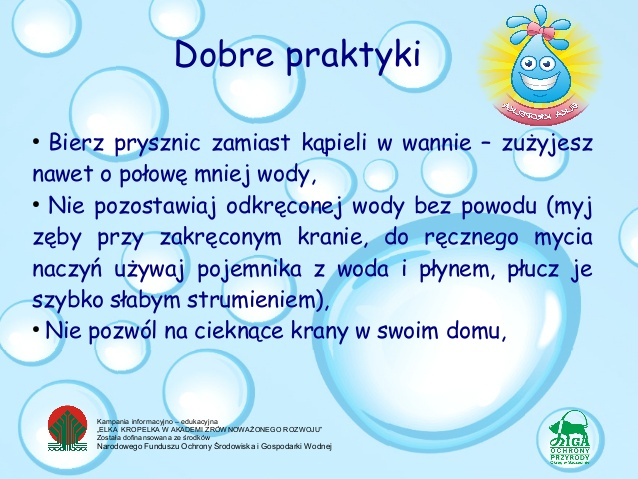 Dobre praktyki
• Bierz prysznic zamiast kąpieli w wannie – zużyjesz
nawet o połowę mniej wody,
• Nie pozostawiaj odkręconej wody bez powodu (myj
zęby przy zakręconym kranie, do ręcznego mycia
naczyń używaj pojemnika z woda i płynem, płucz je
szybko słabym strumieniem),
• Nie pozwól na cieknące krany w swoim domu,
Kampania informacyjno – edukacyjna
„ELKA KROPELKA W AKADEMI ZRÓWNOWAŻONEGO ROZWOJU”
Została dofinansowana ze środków
Narodowego Funduszu Ochrony Środowiska i Gospodarki Wodnej
LIGA
OCHRONY
PRZYRODY